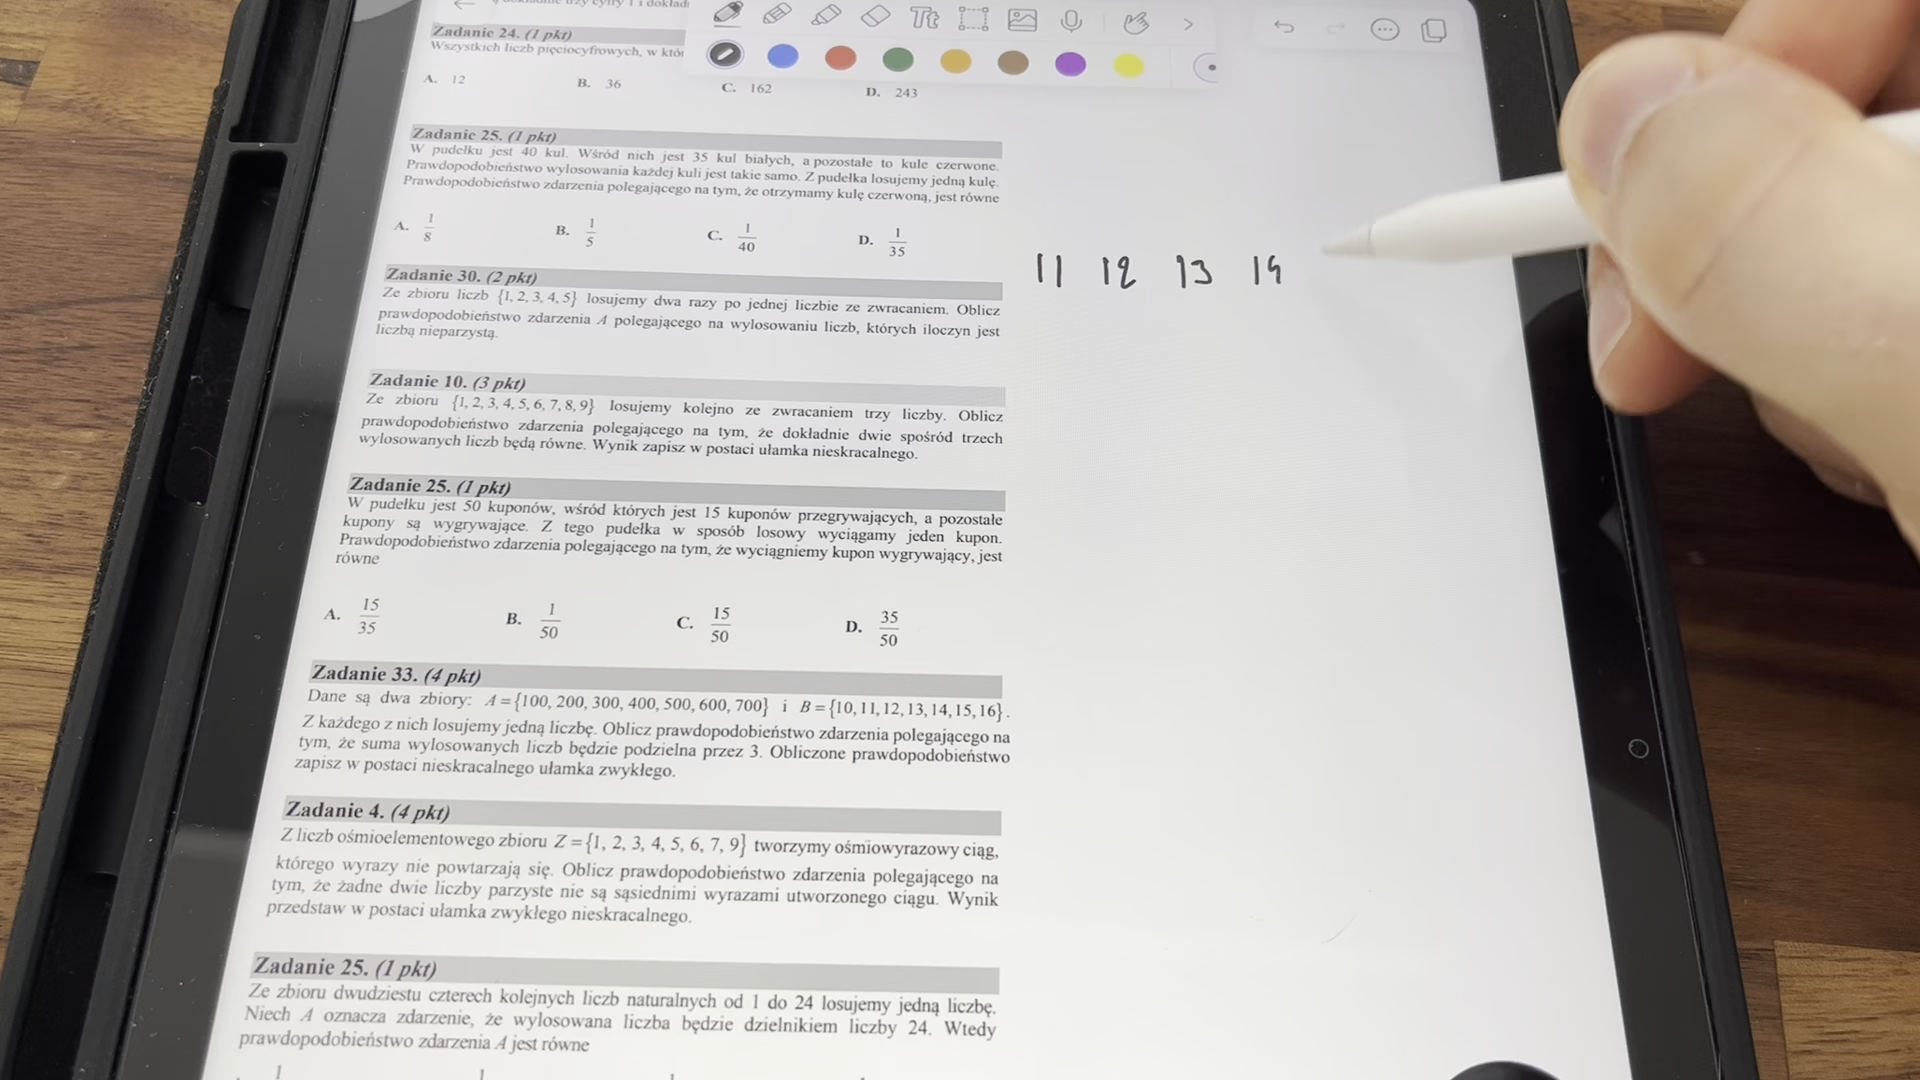 Zadanie 24. (1 pkt)
Wszystkich liczb pięciocyfrowych, w
A. 12 B. 36 C. 162 D. 243
Zadanie 25. (1 pkt)
W pudełku jest 40 kul. Wśród nich jest 35 kul białych, a pozostałe to kule czerwone.
Prawdopodobieństwo wylosowania każdej kuli jest takie samo. Z pudełka losujemy jedną kulę.
Prawdopodobieństwo zdarzenia polegającego na tym, że otrzymamy kulę czerwoną, jest równe
A. 1/8 B. 1/5 C. 1/40 D. 1/35
11 12 13 14
Zadanie 30. (2 pkt)
Ze zbioru liczb {1, 2, 3, 4, 5} losujemy dwa razy po jednej liczbie ze zwracaniem. Oblicz
prawdopodobieństwo zdarzenia A polegającego na wylosowaniu liczb, których iloczyn jest
liczbą nieparzystą.
Zadanie 10. (3 pkt)
Ze zbioru {1, 2, 3, 4, 5, 6, 7, 8, 9} losujemy kolejno ze zwracaniem trzy liczby. Oblicz
prawdopodobieństwo zdarzenia polegającego na tym, że dokładnie dwie spośród trzech
wylosowanych liczb będą równe. Wynik zapisz w postaci ułamka nieskracalnego.
Zadanie 25. (1 pkt)
W pudełku jest 50 kuponów, wśród których jest 15 kuponów przegrywających, a pozostałe
kupony są wygrywające. Z tego pudełka w sposób losowy wyciągamy jeden kupon.
Prawdopodobieństwo zdarzenia polegającego na tym, że wyciągniemy kupon wygrywający, jest
równe
A. 15/35 B. 1/50 C. 15/50 D. 35/50
Zadanie 33. (4 pkt)
Dane są dwa zbiory: A = {100, 200, 300, 400, 500, 600, 700} i B = {10, 11, 12, 13, 14, 15, 16}.
Z każdego z nich losujemy jedną liczbę. Oblicz prawdopodobieństwo zdarzenia polegającego na
tym, że suma wylosowanych liczb będzie podzielna przez 3. Obliczone prawdopodobieństwo
zapisz w postaci nieskracalnego ułamka zwykłego.
Zadanie 4. (4 pkt)
Z liczb ośmioelementowego zbioru Z = {1, 2, 3, 4, 5, 6, 7, 9} tworzymy ośmiowyrazowy ciąg,
którego wyrazy nie powtarzają się. Oblicz prawdopodobieństwo zdarzenia polegającego na
tym, że żadne dwie liczby parzyste nie są sąsiednimi wyrazami utworzonego ciągu. Wynik
przedstaw w postaci ułamka zwykłego nieskracalnego.
Zadanie 25. (1 pkt)
Ze zbioru dwudziestu czterech kolejnych liczb naturalnych od 1 do 24 losujemy jedną liczbę.
Niech A oznacza zdarzenie, że wylosowana liczba będzie dzielnikiem liczby 24. Wtedy
prawdopodobieństwo zdarzenia A jest równe